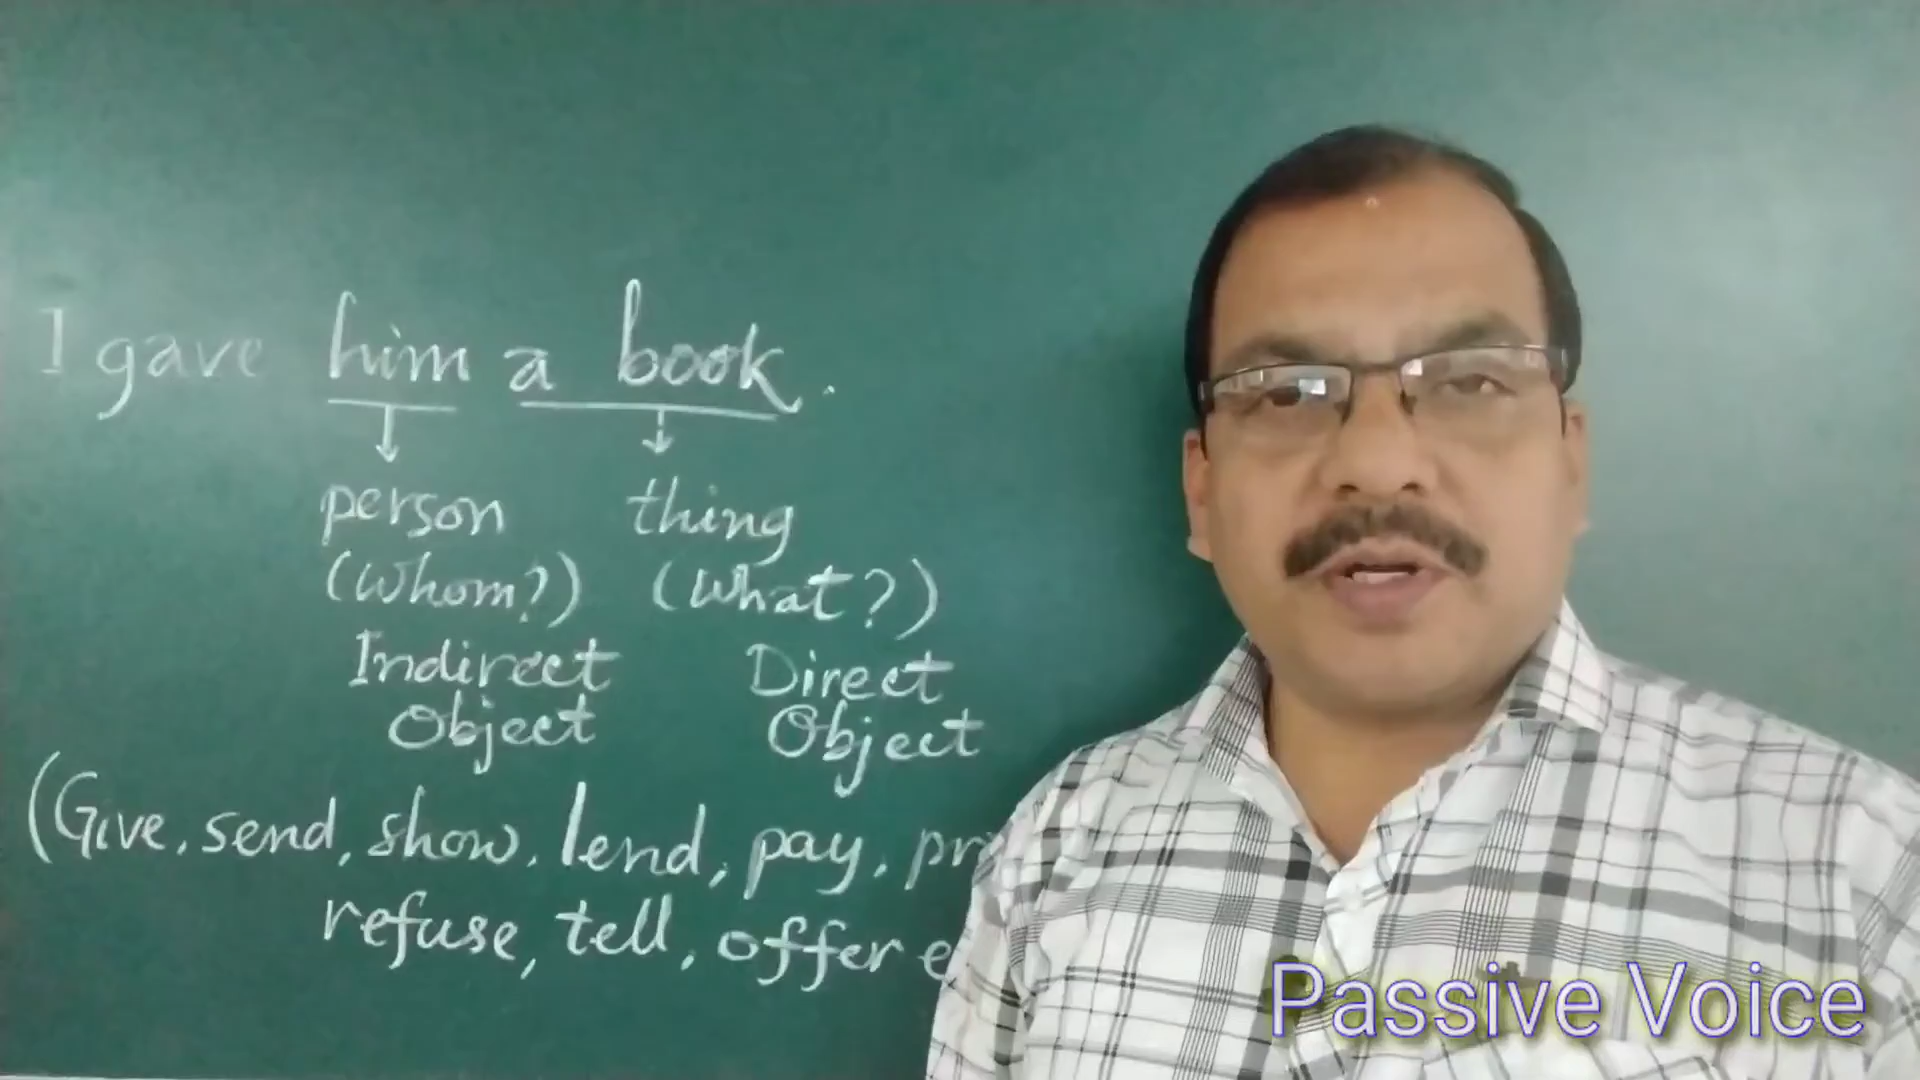 I gave him a book.
person thing
(Whom?) (What?)
Indirect Direct
Object Object
(Give, send, show, lend, pay,
refuse, tell, offer
Passive Voice